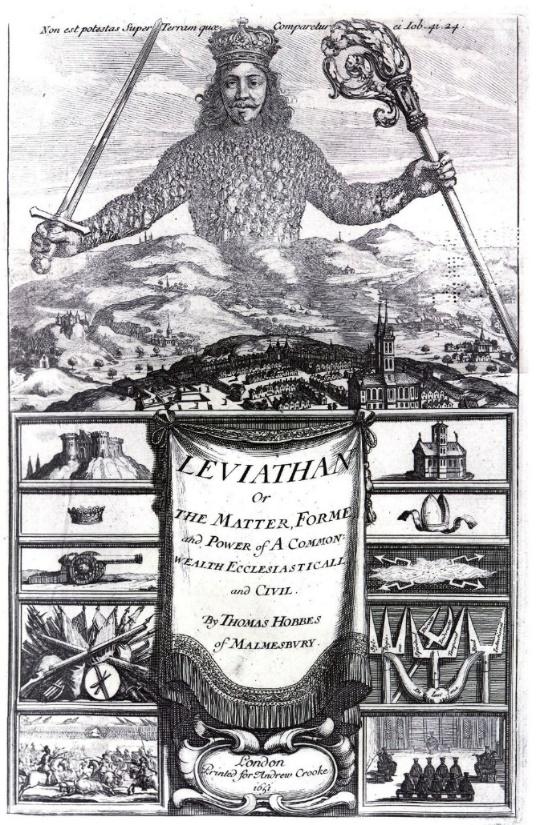 Non est potestas Super Terram quæ Comparetur ei Iob. 41. 24.
LEVIATHAN
Or
THE MATTER, FORME
and POWER of A COMMON-
WEALTH ECCLESIASTICALL
and CIVIL.
By THOMAS HOBBES
of MALMESBURY.
London
Printed for Andrew Crooke
1651